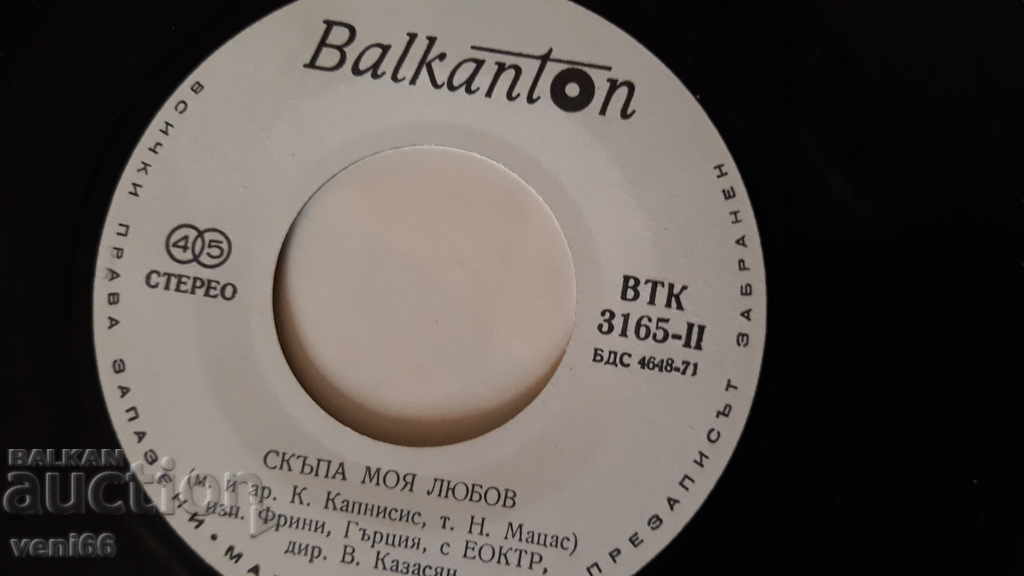 Balkanton
ВСИЧКИ ПРАВА ЗАПАЗЕНИ • МА
ПРЕЗАПИСЪТ ЗАБРАНЕН
45
СТЕРЕО
ВТК
3165-II
БДС 4648-71
СКЪПА МОЯ ЛЮБОВ
(м. и ар. К. Капнисис, т. Н. Мацас)
изп. Фрини, Гърция, с ЕОКТР,
дир. В. Казасян
BALKAN
auction
veni66